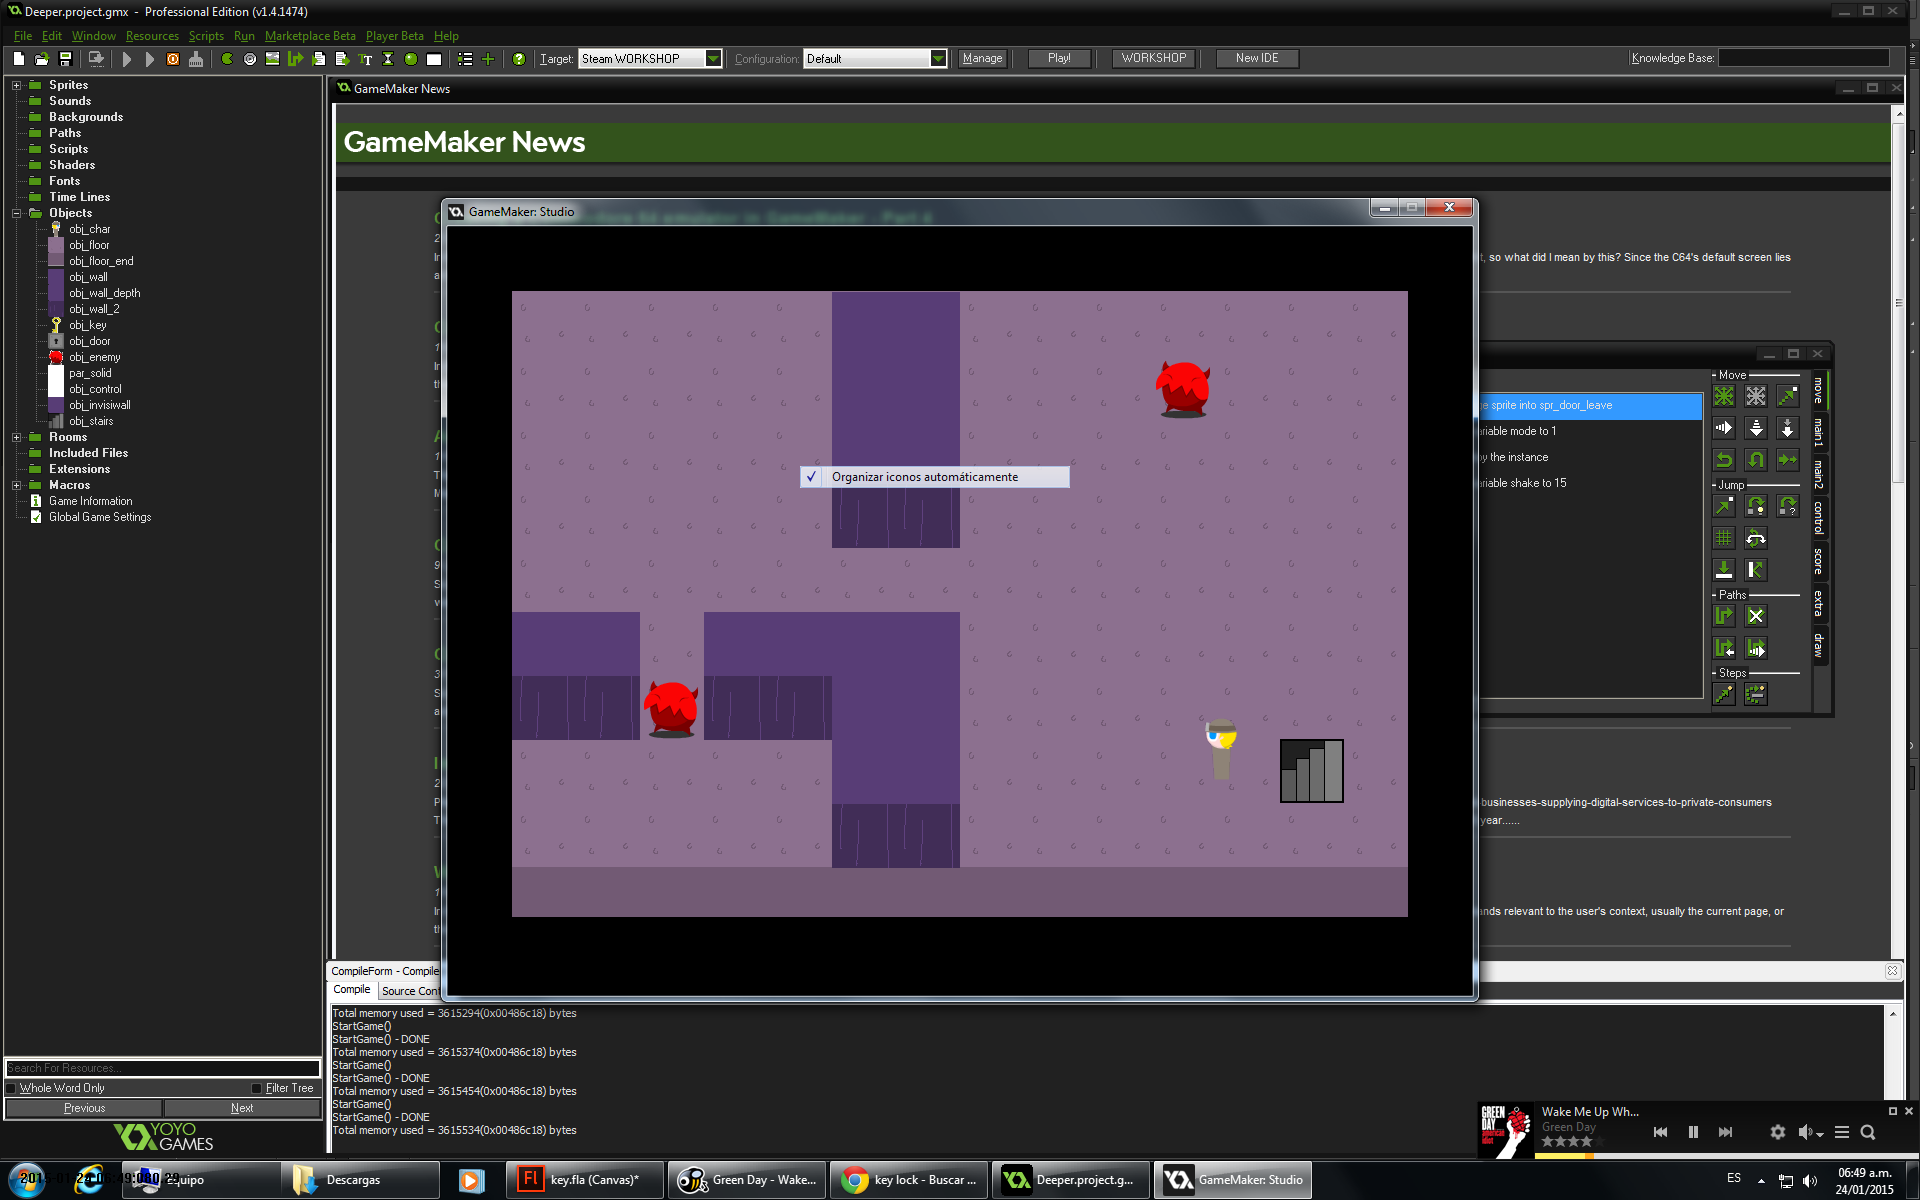 Deeper.project.gmx - Professional Edition (v1.4.1474)
File Edit Window Resources Scripts Run Marketplace Beta Player Beta Help
Target: Steam WORKSHOP Configuration: Default Manage Play! WORKSHOP New IDE Knowledge Base:
Sprites
Sounds
Backgrounds
Paths
Scripts
Shaders
Fonts
Time Lines
Objects
obj_char
obj_floor
obj_floor_end
obj_wall
obj_wall_depth
obj_wall_2
obj_key
obj_door
obj_enemy
par_solid
obj_control
obj_invisiwall
obj_stairs
Rooms
Included Files
Extensions
Macros
Game Information
Global Game Settings
Search For Resources...
Whole Word Only Filter Tree
Previous Next
YOYO
GAMES
GameMaker News
GameMaker News
GameMaker: Studio
Organizar iconos automáticamente
, so what did I mean by this? Since the C64's default screen lies
sprite into spr_door_leave
variable mode to 1
the instance
variable shake to 15
Move
Jump
Paths
Steps
move
main1
main2
control
score
extra
draw
businesses-supplying-digital-services-to-private-consumers
year......
relevant to the user's context, usually the current page, or
CompileForm - Compile
Compile Source Cont
Total memory used = 3615294(0x00486c18) bytes
StartGame()
StartGame() - DONE
Total memory used = 3615374(0x00486c18) bytes
StartGame()
StartGame() - DONE
Total memory used = 3615454(0x00486c18) bytes
StartGame()
StartGame() - DONE
Total memory used = 3615534(0x00486c18) bytes
GREEN DAY
american idiot
Wake Me Up Wh...
Green Day
Equipo
Descargas
key.fla (Canvas)*
Green Day - Wake...
key lock - Buscar ...
Deeper.project.g...
GameMaker: Studio
ES
06:49 a.m.
24/01/2015